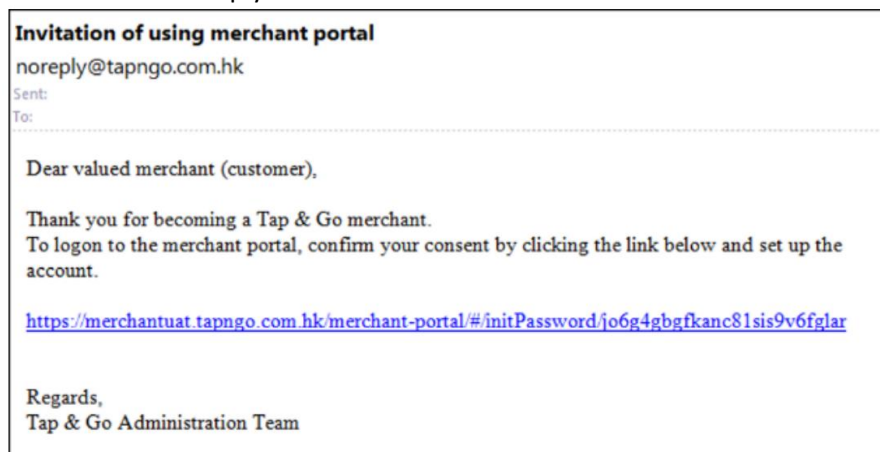 Invitation of using merchant portal
noreply@tapngo.com.hk
Sent:
To:
Dear valued merchant (customer),
Thank you for becoming a Tap & Go merchant.
To logon to the merchant portal, confirm your consent by clicking the link below and set up the
account.
https://merchantuat.tapngo.com.hk/merchant-portal/#/initPassword/jo6g4gbgfkanc81sis9v6fglar
Regards,
Tap & Go Administration Team